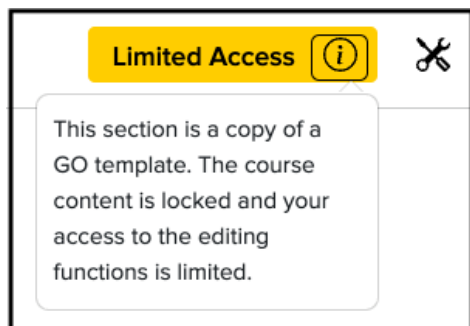 Limited Access
This section is a copy of a
GO template. The course
content is locked and your
access to the editing
functions is limited.